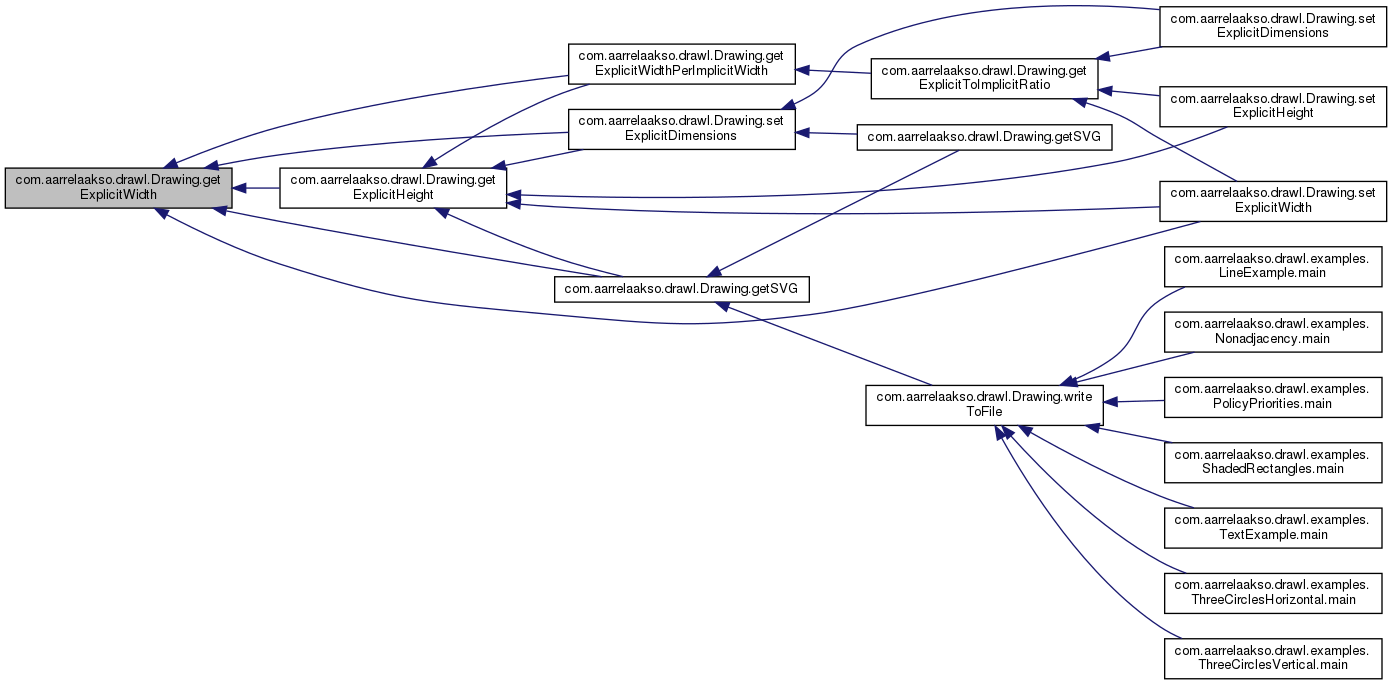 com.aarrelaakso.drawl.Drawing.get
ExplicitWidth
com.aarrelaakso.drawl.Drawing.get
ExplicitHeight
com.aarrelaakso.drawl.Drawing.get
ExplicitWidthPerImplicitWidth
com.aarrelaakso.drawl.Drawing.set
ExplicitDimensions
com.aarrelaakso.drawl.Drawing.getSVG
com.aarrelaakso.drawl.Drawing.get
ExplicitToImplicitRatio
com.aarrelaakso.drawl.Drawing.getSVG
com.aarrelaakso.drawl.Drawing.write
ToFile
com.aarrelaakso.drawl.Drawing.set
ExplicitDimensions
com.aarrelaakso.drawl.Drawing.set
ExplicitHeight
com.aarrelaakso.drawl.Drawing.set
ExplicitWidth
com.aarrelaakso.drawl.examples.
LineExample.main
com.aarrelaakso.drawl.examples.
Nonadjacency.main
com.aarrelaakso.drawl.examples.
PolicyPriorities.main
com.aarrelaakso.drawl.examples.
ShadedRectangles.main
com.aarrelaakso.drawl.examples.
TextExample.main
com.aarrelaakso.drawl.examples.
ThreeCirclesHorizontal.main
com.aarrelaakso.drawl.examples.
ThreeCirclesVertical.main